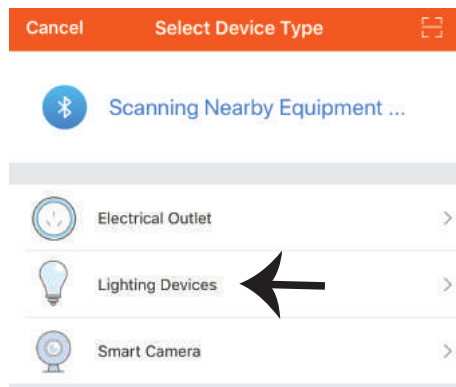 Cancel Select Device Type
Scanning Nearby Equipment ...
Electrical Outlet
Lighting Devices
Smart Camera